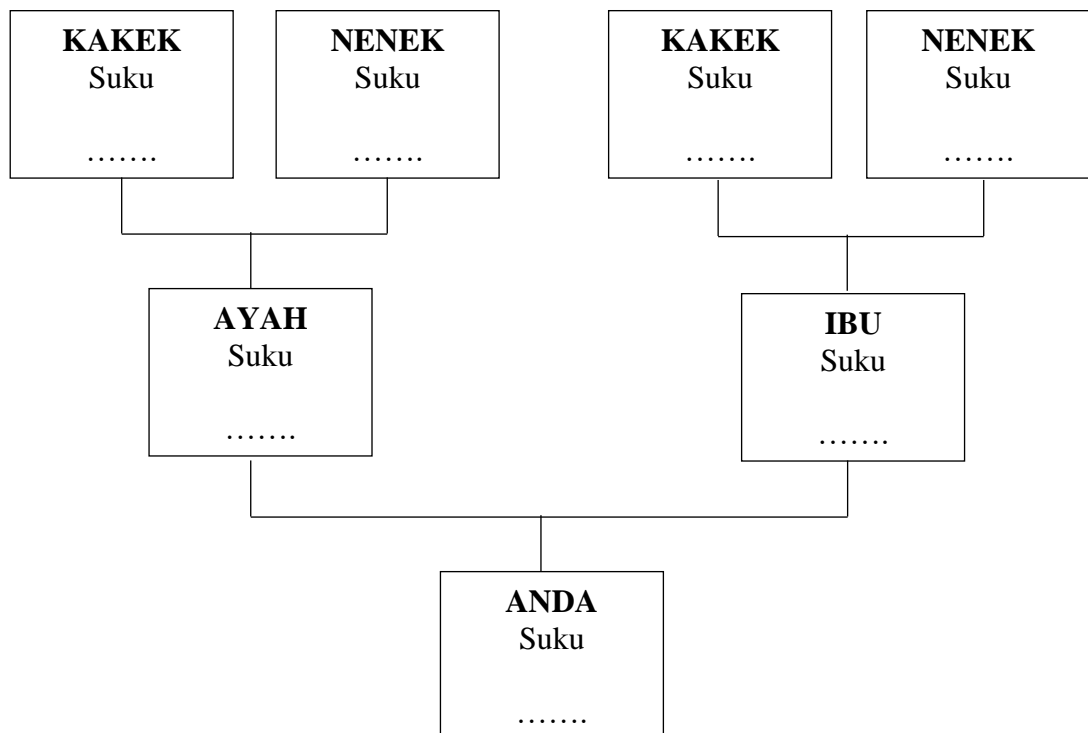 KAKEK
Suku
.......
NENEK
Suku
.......
KAKEK
Suku
.......
NENEK
Suku
.......
AYAH
Suku
.......
IBU
Suku
.......
ANDA
Suku
.......